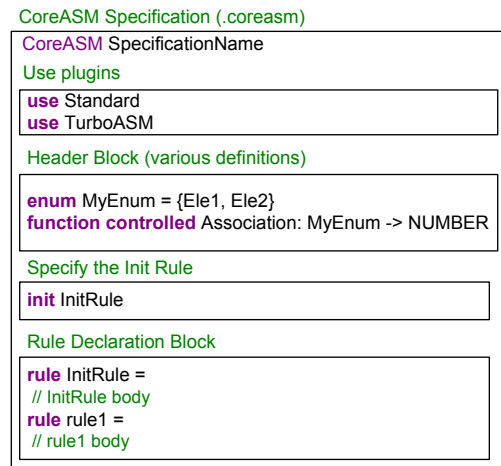 CoreASM Specification (.coreasm)
CoreASM SpecificationName
Use plugins
use Standard
use TurboASM
Header Block (various definitions)
enum MyEnum = {Ele1, Ele2}
function controlled Association: MyEnum -> NUMBER
Specify the Init Rule
init InitRule
Rule Declaration Block
rule InitRule =
// InitRule body
rule rule1 =
// rule1 body